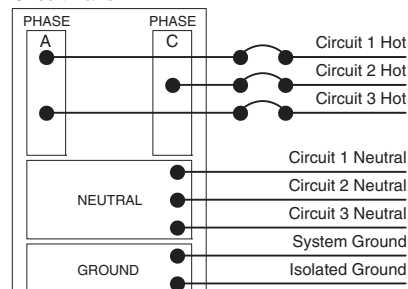 PHASE PHASE
A C
Circuit 1 Hot
Circuit 2 Hot
Circuit 3 Hot
Circuit 1 Neutral
Circuit 2 Neutral
NEUTRAL
Circuit 3 Neutral
System Ground
GROUND Isolated Ground